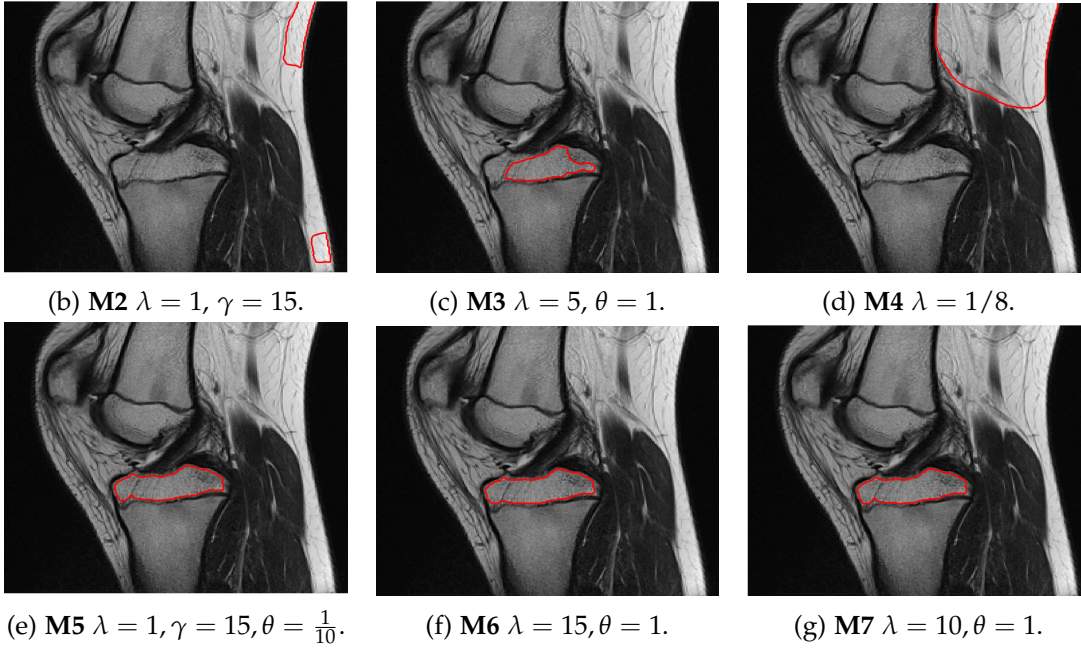 (b) M2 λ = 1, γ = 15.
(c) M3 λ = 5, θ = 1.
(d) M4 λ = 1/8.
(e) M5 λ = 1, γ = 15, θ = 1/10.
(f) M6 λ = 15, θ = 1.
(g) M7 λ = 10, θ = 1.